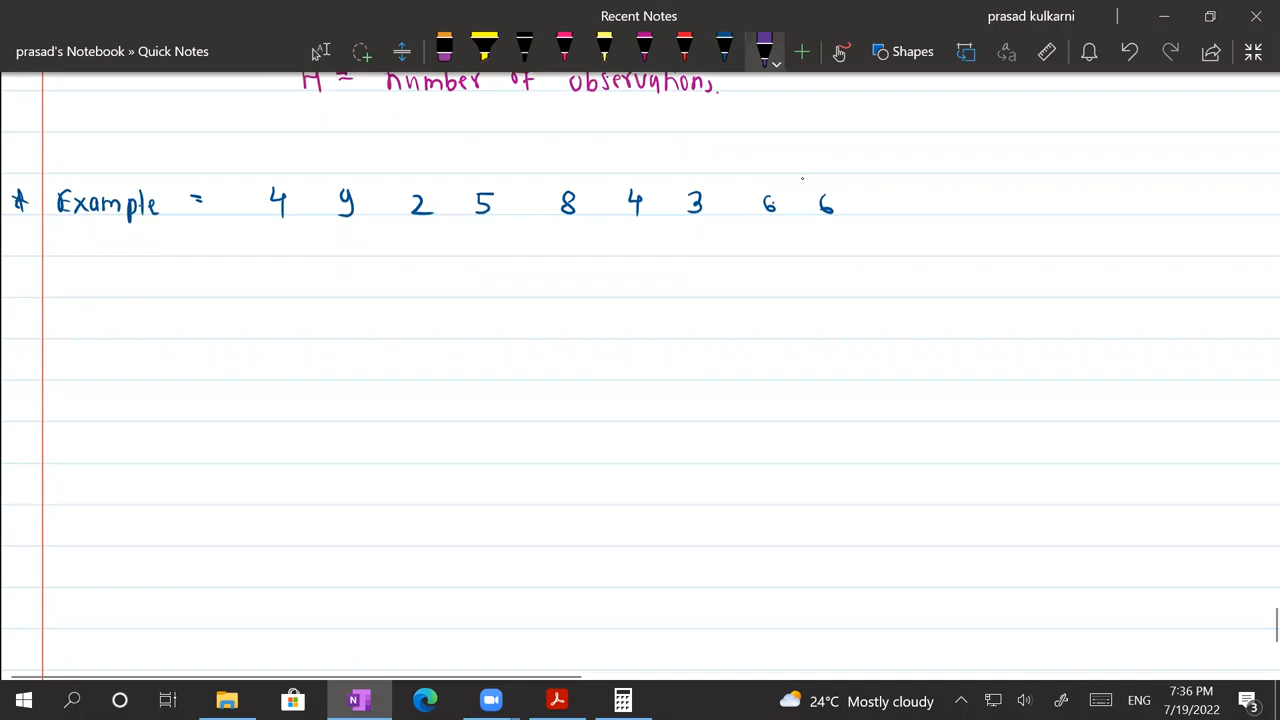 Recent Notes
prasad kulkarni
prasad's Notebook » Quick Notes
Shapes
= number of observations.
* Example = 4 9 2 5 8 4 3 6 6
24°C Mostly cloudy
ENG
7:36 PM
7/19/2022
3